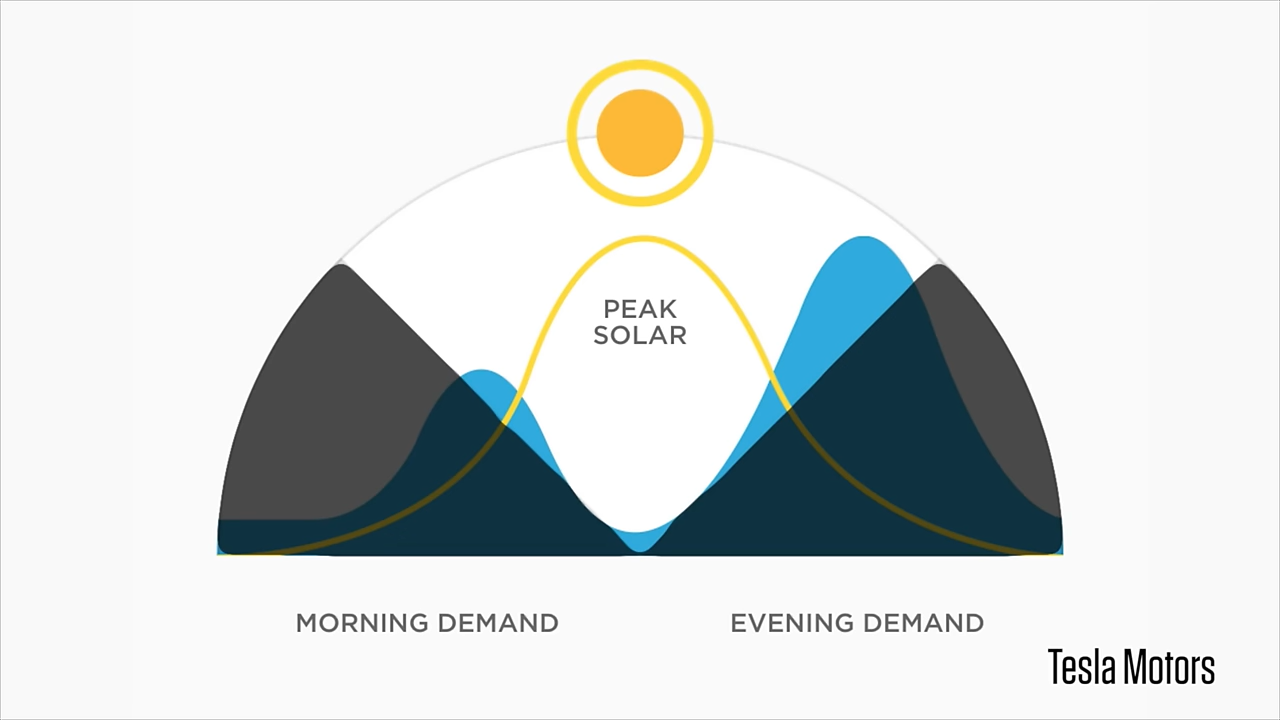 PEAK
SOLAR
MORNING DEMAND
EVENING DEMAND
Tesla Motors